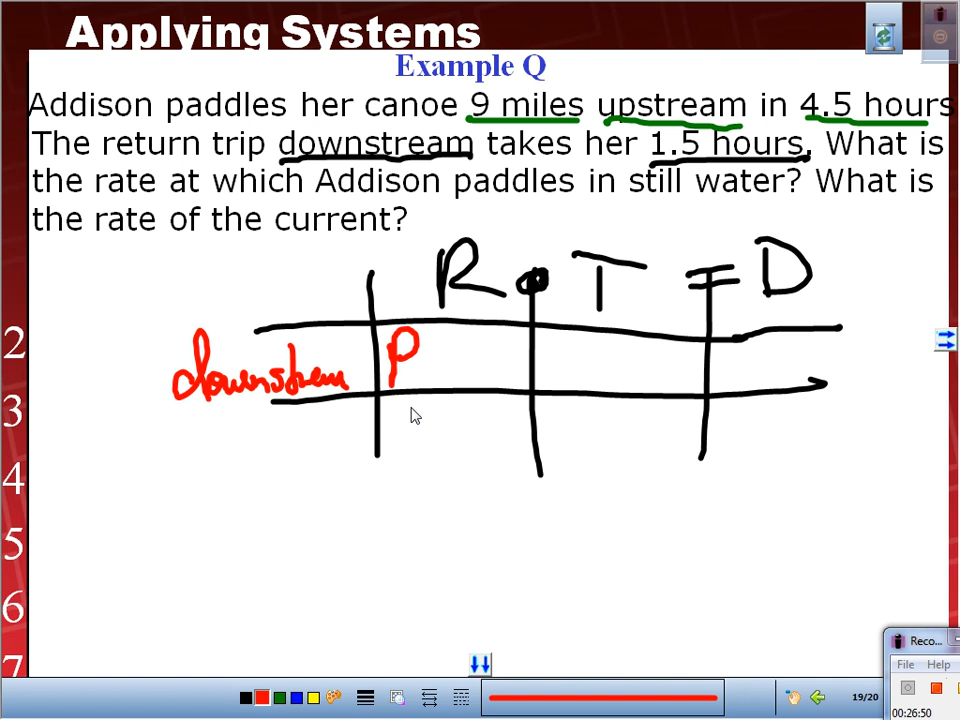 Applying Systems
Example Q
Addison paddles her canoe 9 miles upstream in 4.5 hours
The return trip downstream takes her 1.5 hours. What is
the rate at which Addison paddles in still water? What is
the rate of the current?
R • T = D
downstream P
2
3
4
5
6
7
Reco...
File Help
19/20
00:26:50